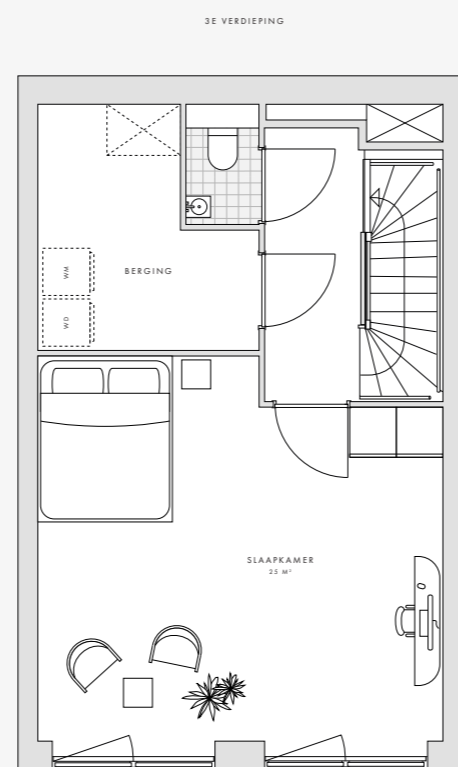 3E VERDIEPING
BERGING
WM
WD
SLAAPKAMER
25 M²